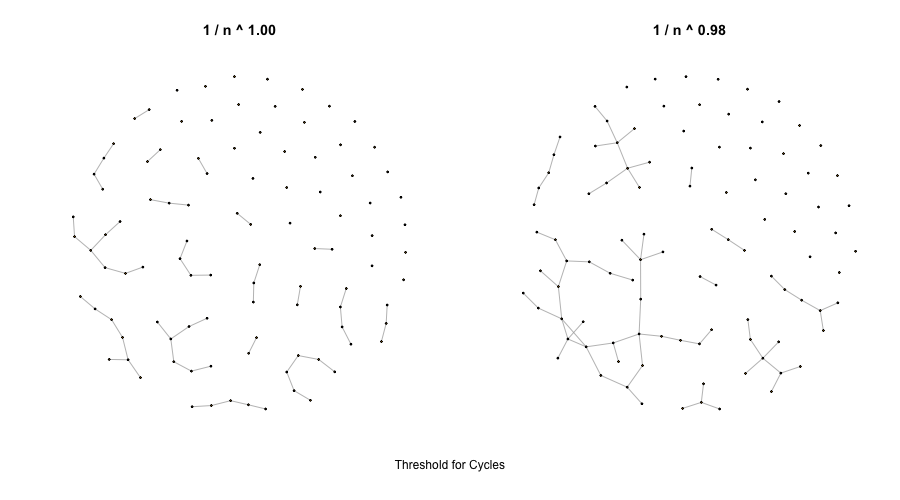 1 / n ^ 1.00
1 / n ^ 0.98
Threshold for Cycles